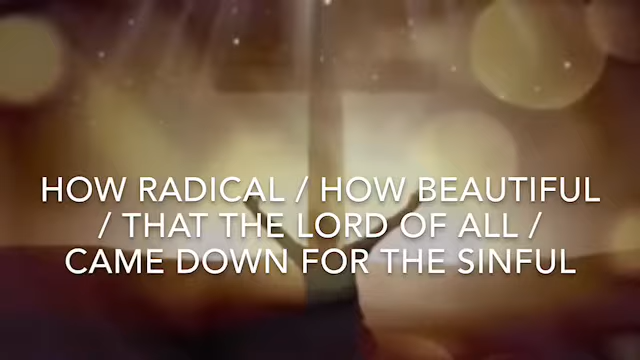 HOW RADICAL / HOW BEAUTIFUL
/ THAT THE LORD OF ALL /
CAME DOWN FOR THE SINFUL